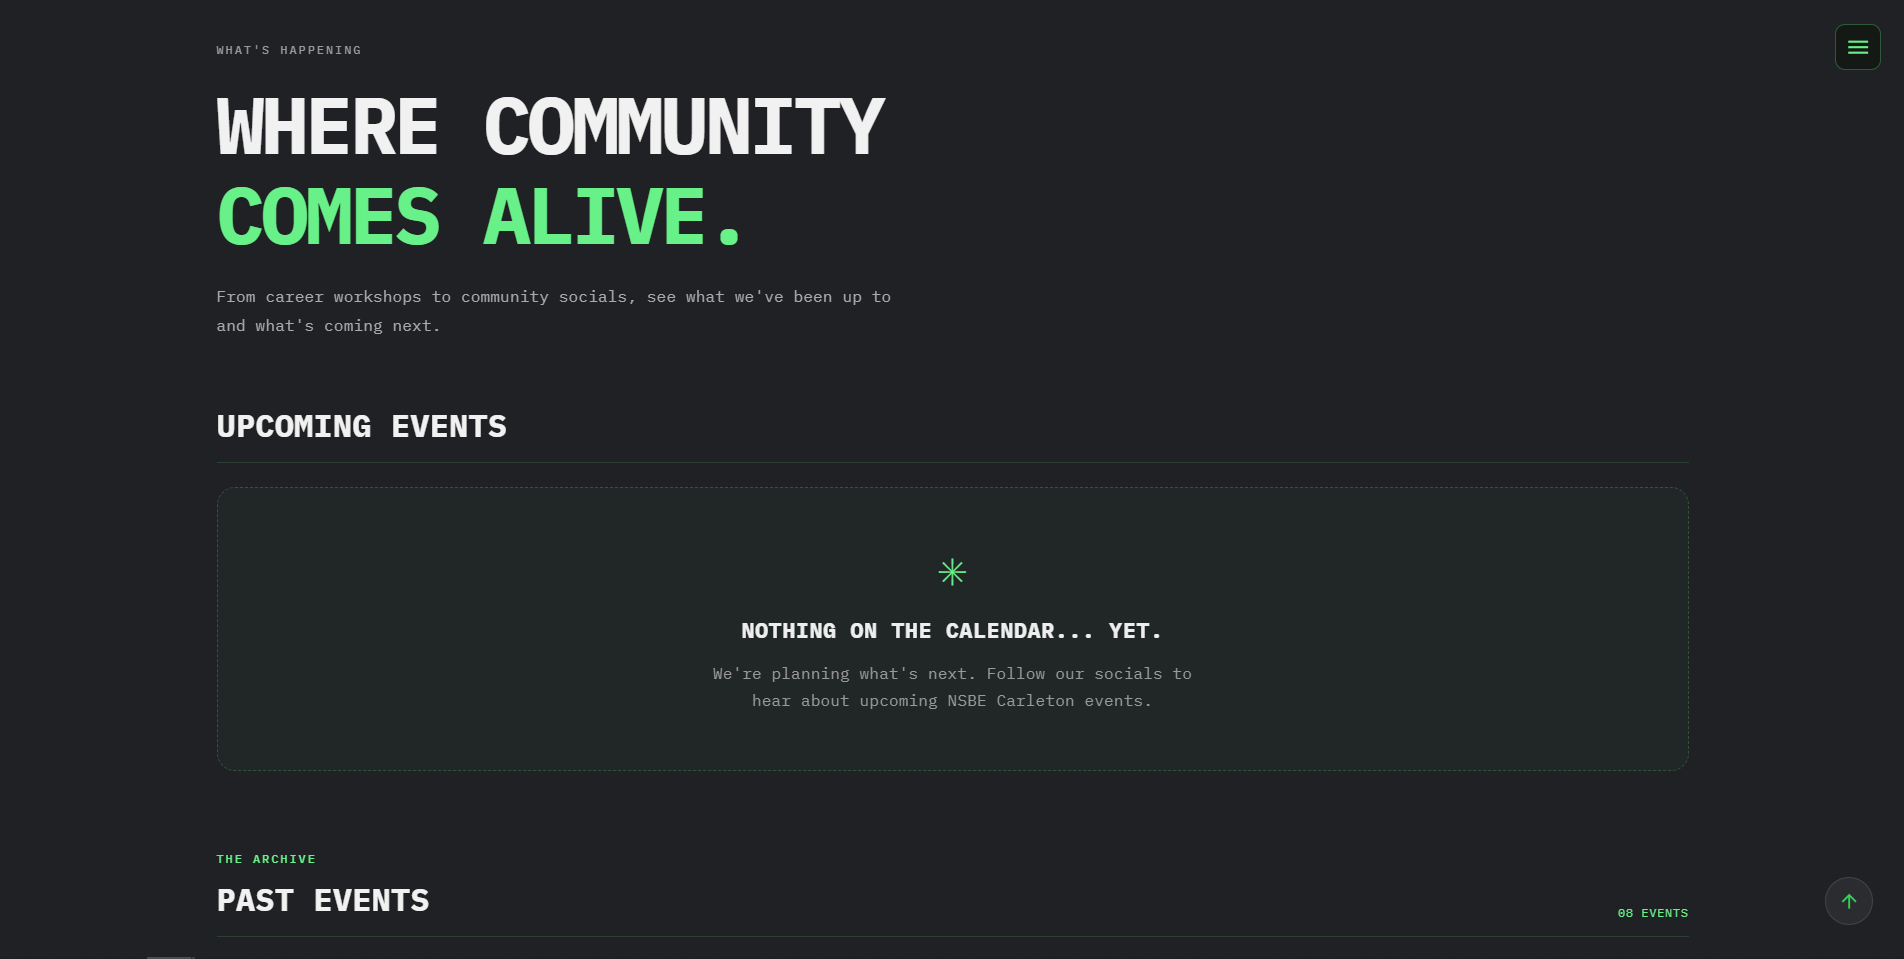 WHAT'S HAPPENING
WHERE COMMUNITY
COMES ALIVE.
From career workshops to community socials, see what we've been up to
and what's coming next.
UPCOMING EVENTS
NOTHING ON THE CALENDAR... YET.
We're planning what's next. Follow our socials to
hear about upcoming NSBE Carleton events.
THE ARCHIVE
PAST EVENTS
08 EVENTS